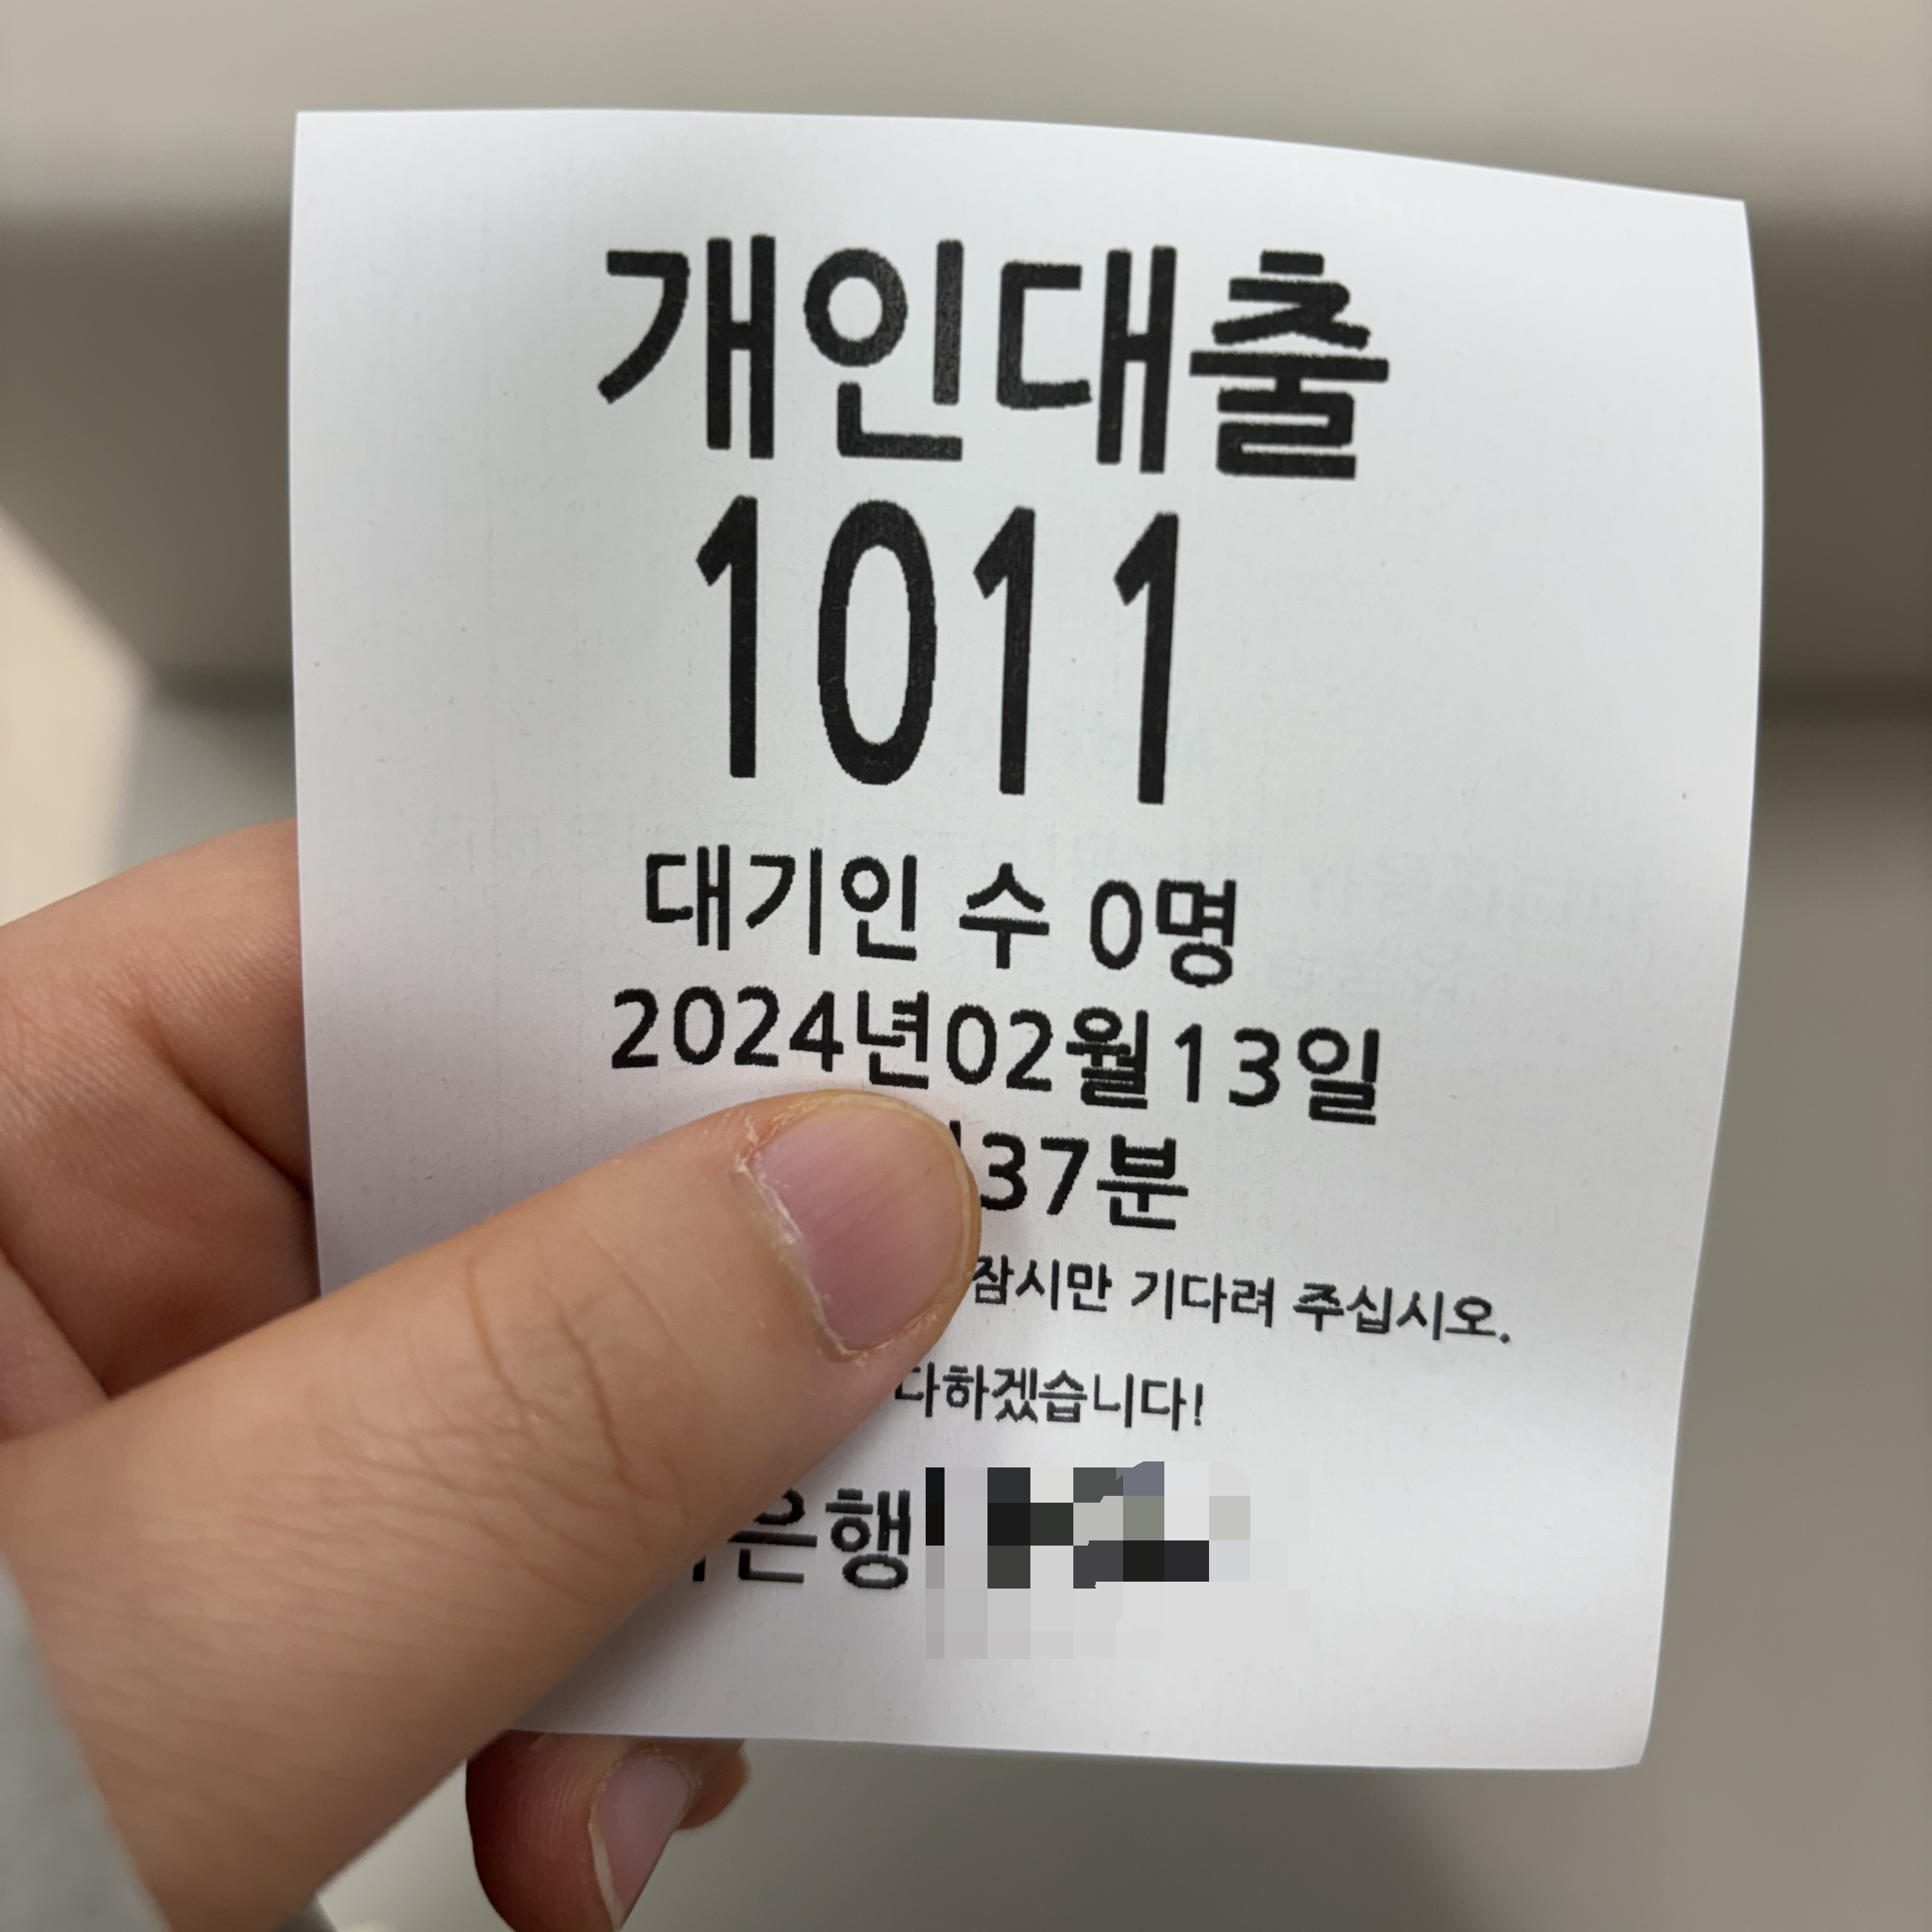 개인대출
1011
대기인 수 0명
2024년02월13일
37분
잠시만 기다려 주십시오.
다하겠습니다!
은행